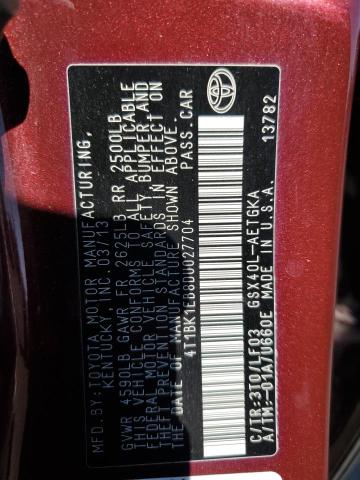 MFD.BY:TOYOTA MOTOR MANUFACTURING,
KENTUCKY, INC. 03/13
GVWR 4590LB GAWR FR 2625LB RR 2500LB
THIS VEHICLE CONFORMS TO ALL APPLICABLE
FEDERAL MOTOR VEHICLE SAFETY, BUMPER, AND
THEFT PREVENTION STANDARDS IN EFFECT ON
THE DATE OF MANUFACTURE SHOWN ABOVE.
PASS.CAR
C/TR:3T0/LF03 GSX40L-AETGKA
A/TM:-01A/U660E MADE IN U.S.A.
13782
TOYOTA